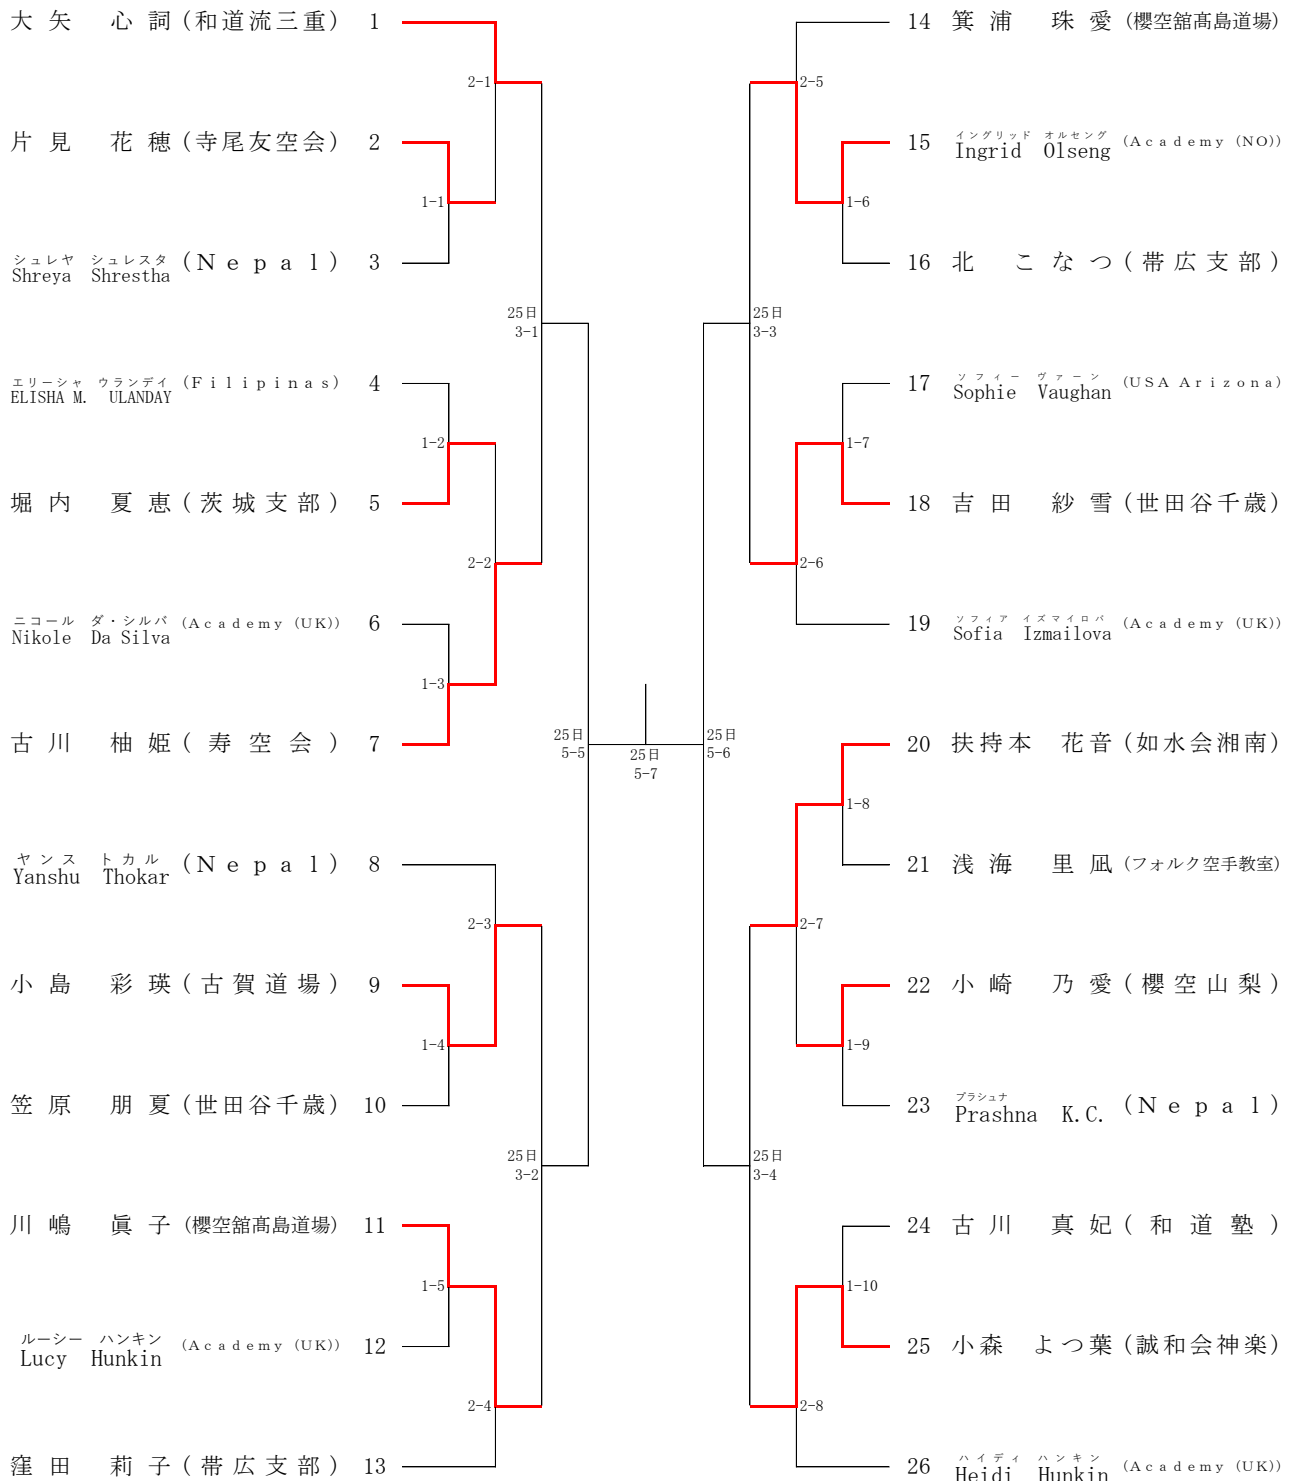 大矢　心詞 (和道流三重) 1
2-1
片見　花穂 (寺尾友空会) 2
1-1
シュレヤ シュレスタ
Shreya Shrestha (Nepal) 3
25日
3-1
エリーシャ ウランデイ
ELISHA M. ULANDAY (Filipinas) 4
1-2
堀内　夏恵 (茨城支部) 5
2-2
ニコール ダ・シルバ
Nikole Da Silva (Academy (UK)) 6
1-3
古川　柚姫 (寿空会) 7
25日
5-5
ヤンス トカル
Yanshu Thokar (Nepal) 8
2-3
小島　彩瑛 (古賀道場) 9
1-4
笠原　朋夏 (世田谷千歳) 10
25日
3-2
川嶋　眞子 (櫻空舘髙島道場) 11
1-5
ルーシー ハンキン
Lucy Hunkin (Academy (UK)) 12
2-4
窪田　莉子 (帯広支部) 13
25日
5-7
14 箕浦　珠愛 (櫻空舘髙島道場)
2-5
イングリッド オルセング
15 Ingrid Olseng (Academy (NO))
1-6
16 北　こなつ (帯広支部)
25日
3-3
ソフィー ヴァーン
17 Sophie Vaughan (USA Arizona)
1-7
18 吉田　紗雪 (世田谷千歳)
2-6
ソフィア イズマイロバ
19 Sofia Izmailova (Academy (UK))
25日
5-6
20 扶持本　花音 (如水会湘南)
1-8
21 浅海　里凪 (フォルク空手教室)
2-7
22 小崎　乃愛 (櫻空山梨)
1-9
プラシュナ
23 Prashna K.C. (Nepal)
25日
3-4
24 古川　真妃 (和道塾)
1-10
25 小森　よつ葉 (誠和会神楽)
2-8
ハイディ ハンキン
26 Heidi Hunkin (Academy (UK))